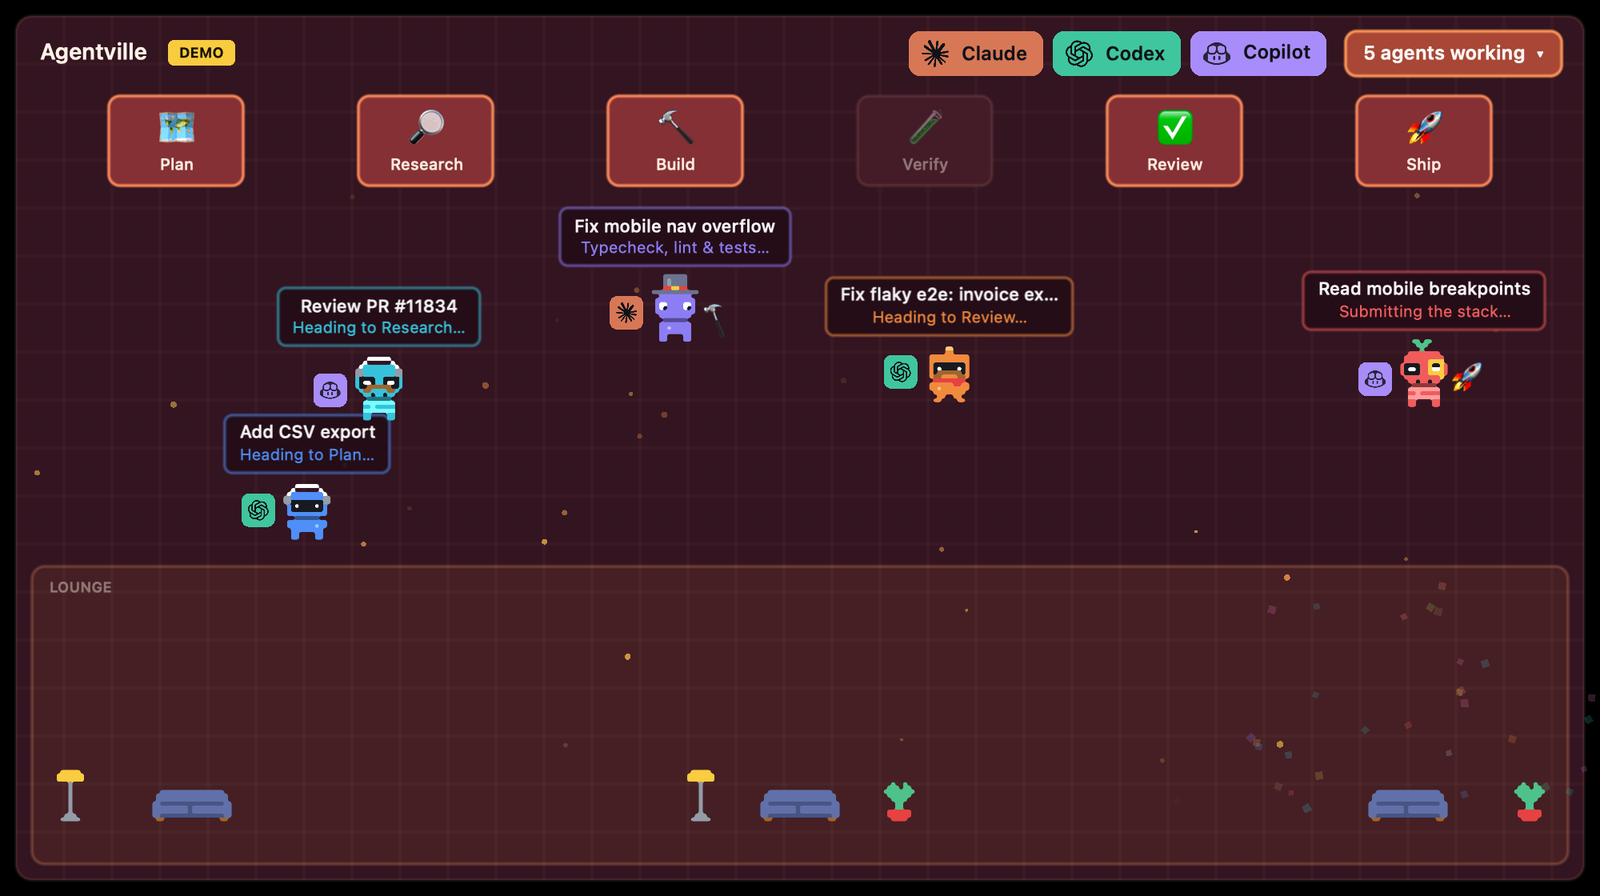 Agentville
DEMO
Claude
Codex
Copilot
5 agents working
Plan
Research
Build
Verify
Review
Ship
Fix mobile nav overflow
Typecheck, lint & tests...
Review PR #11834
Heading to Research...
Fix flaky e2e: invoice ex...
Heading to Review...
Read mobile breakpoints
Submitting the stack...
Add CSV export
Heading to Plan...
LOUNGE